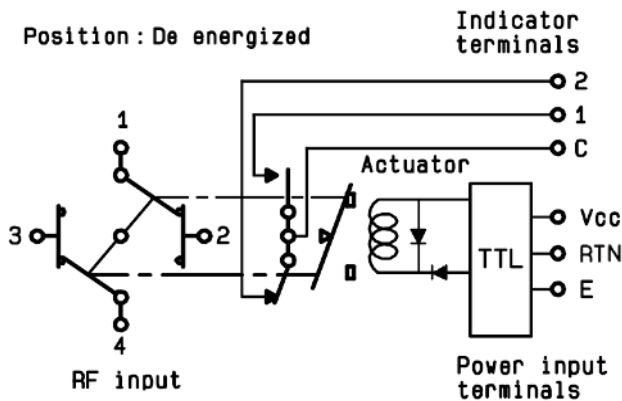 Position : De energized
Indicator
terminals
2
1
C
1
Actuator
3
2
4
TTL
Vcc
RTN
E
RF input
Power input
terminals